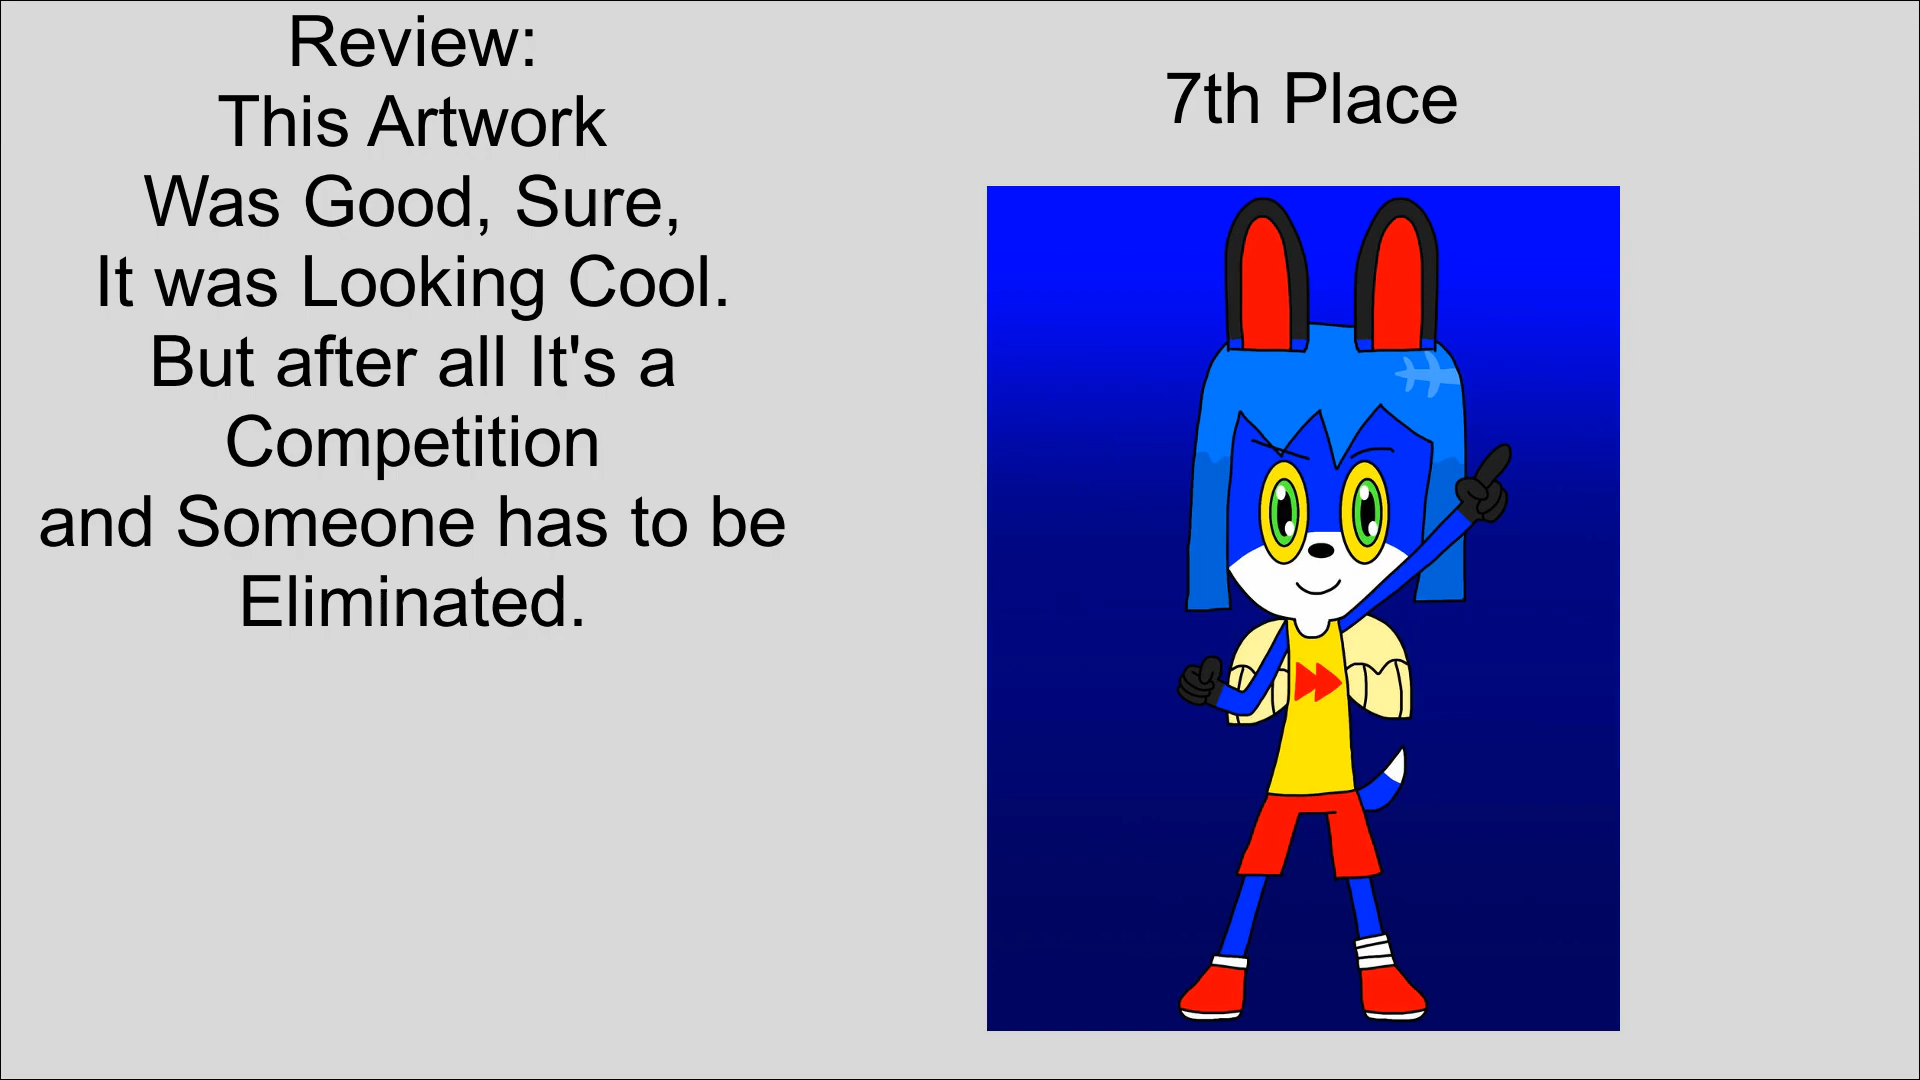 Review:
This Artwork
Was Good, Sure,
It was Looking Cool.
But after all It's a
Competition
and Someone has to be
Eliminated.
7th Place